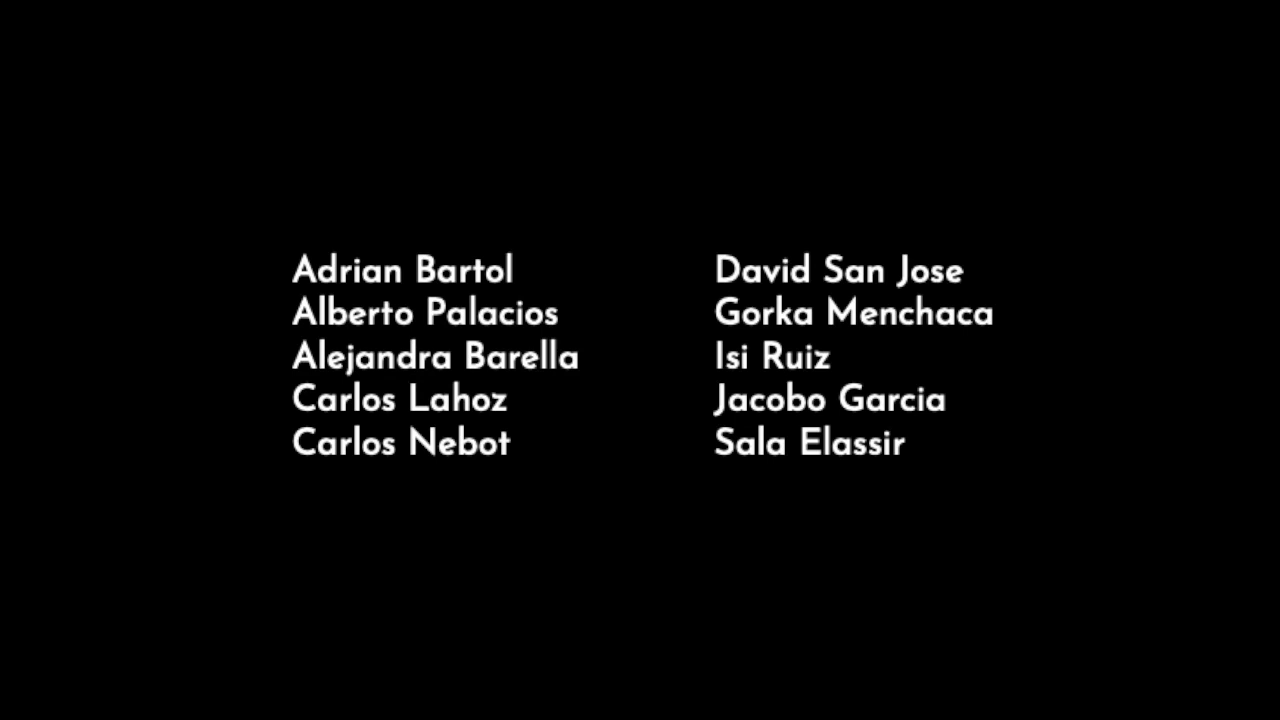 Adrian Bartol
Alberto Palacios
Alejandra Barella
Carlos Lahoz
Carlos Nebot
David San Jose
Gorka Menchaca
Isi Ruiz
Jacobo Garcia
Sala Elassir